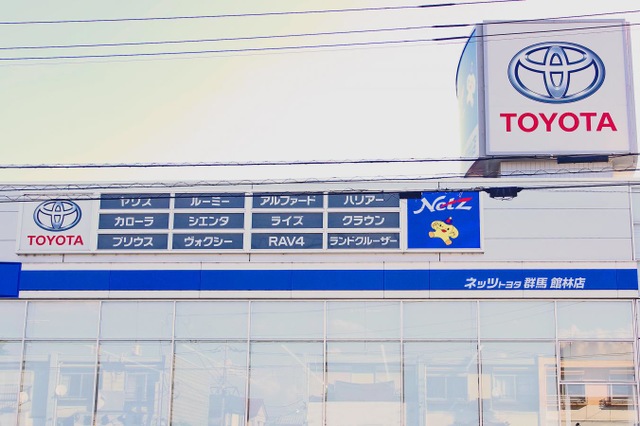 TOYOTA
TOYOTA
ヤリス ルーミー アルファード ハリアー
カローラ シエンタ ライズ クラウン
プリウス ヴォクシー RAV4 ランドクルーザー
Netz
ネッツトヨタ群馬 館林店